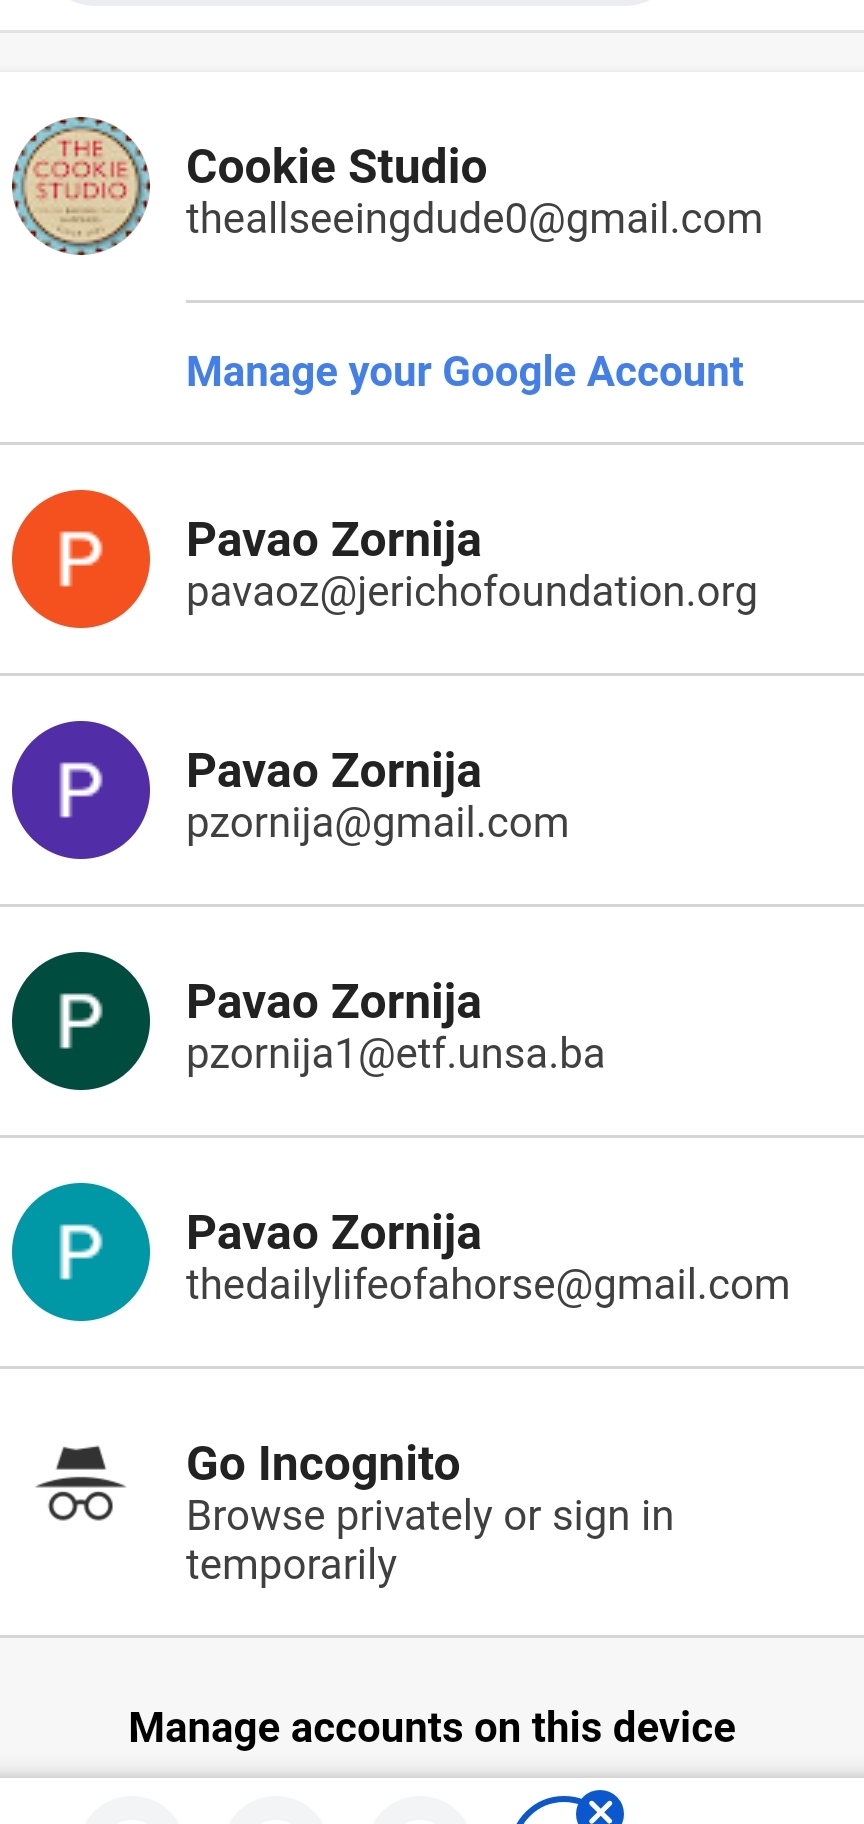 THE
COOKIE
STUDIO
Cookie Studio
theallseeingdude0@gmail.com
Manage your Google Account
P
Pavao Zornija
pavaoz@jerichofoundation.org
P
Pavao Zornija
pzornija@gmail.com
P
Pavao Zornija
pzornija1@etf.unsa.ba
P
Pavao Zornija
thedailylifeofahorse@gmail.com
Go Incognito
Browse privately or sign in
temporarily
Manage accounts on this device